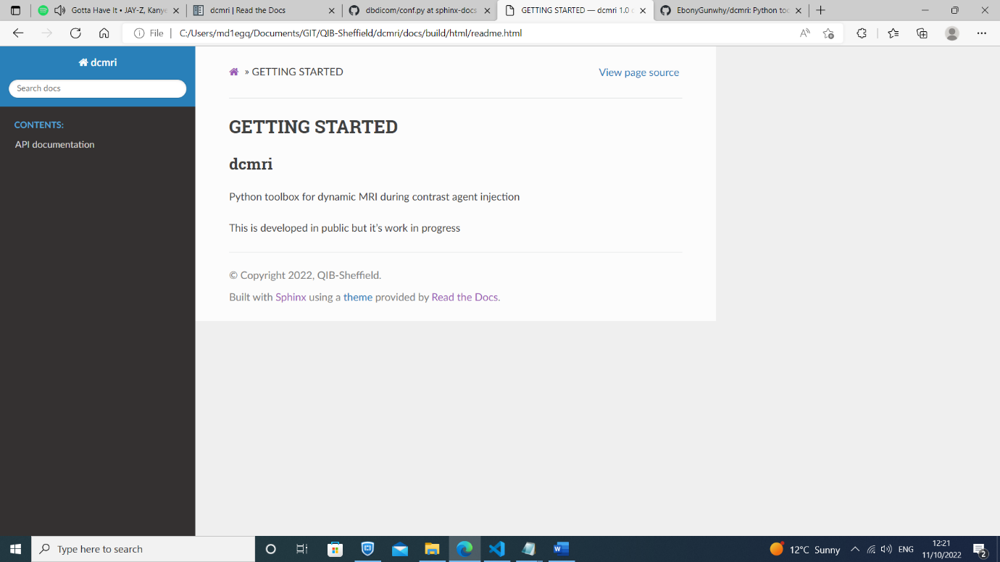 Gotta Have It • JAY-Z, Kanye
dcmri | Read the Docs
dbdicom/conf.py at sphinx-docs
GETTING STARTED — dcmri 1.0 d
EbonyGunwhy/dcmri: Python too
File
C:/Users/md1egq/Documents/GIT/QIB-Sheffield/dcmri/docs/build/html/readme.html
dcmri
Search docs
CONTENTS:
API documentation
» GETTING STARTED
View page source
GETTING STARTED
dcmri
Python toolbox for dynamic MRI during contrast agent injection
This is developed in public but it’s work in progress
© Copyright 2022, QIB-Sheffield.
Built with Sphinx using a theme provided by Read the Docs.
Type here to search
12°C Sunny
ENG
12:21
11/10/2022
2